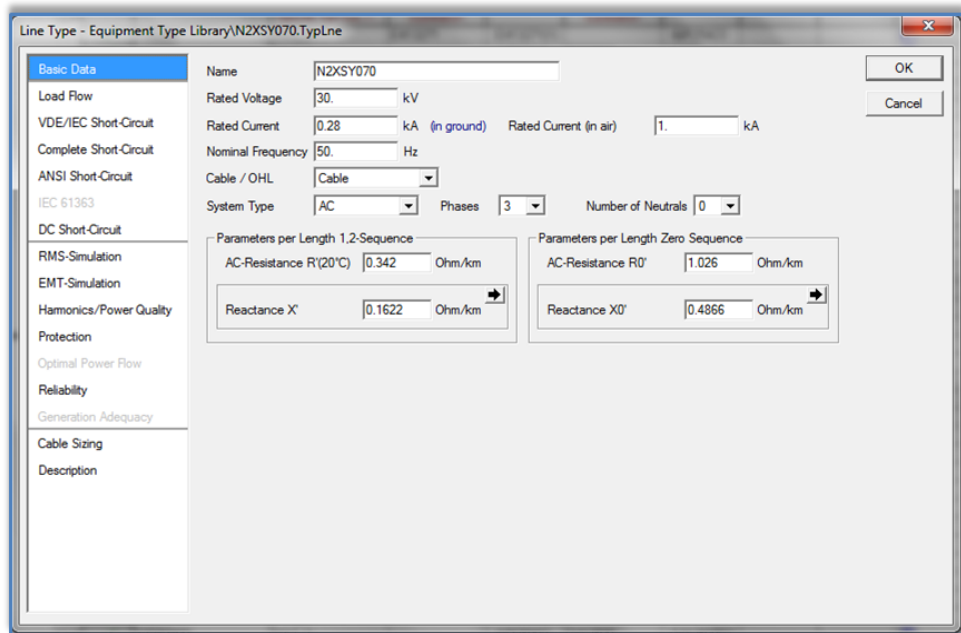 Line Type - Equipment Type Library\N2XSY070.TypLne
Basic Data
Load Flow
VDE/IEC Short-Circuit
Complete Short-Circuit
ANSI Short-Circuit
IEC 61363
DC Short-Circuit
RMS-Simulation
EMT-Simulation
Harmonics/Power Quality
Protection
Optimal Power Flow
Reliability
Generation Adequacy
Cable Sizing
Description
Name N2XSY070
Rated Voltage 30. kV
Rated Current 0.28 kA (in ground) Rated Current (in air) 1. kA
Nominal Frequency 50. Hz
Cable / OHL Cable
System Type AC Phases 3 Number of Neutrals 0
Parameters per Length 1,2-Sequence
AC-Resistance R'(20°C) 0.342 Ohm/km
Reactance X' 0.1622 Ohm/km
Parameters per Length Zero Sequence
AC-Resistance R0' 1.026 Ohm/km
Reactance X0' 0.4866 Ohm/km
OK
Cancel